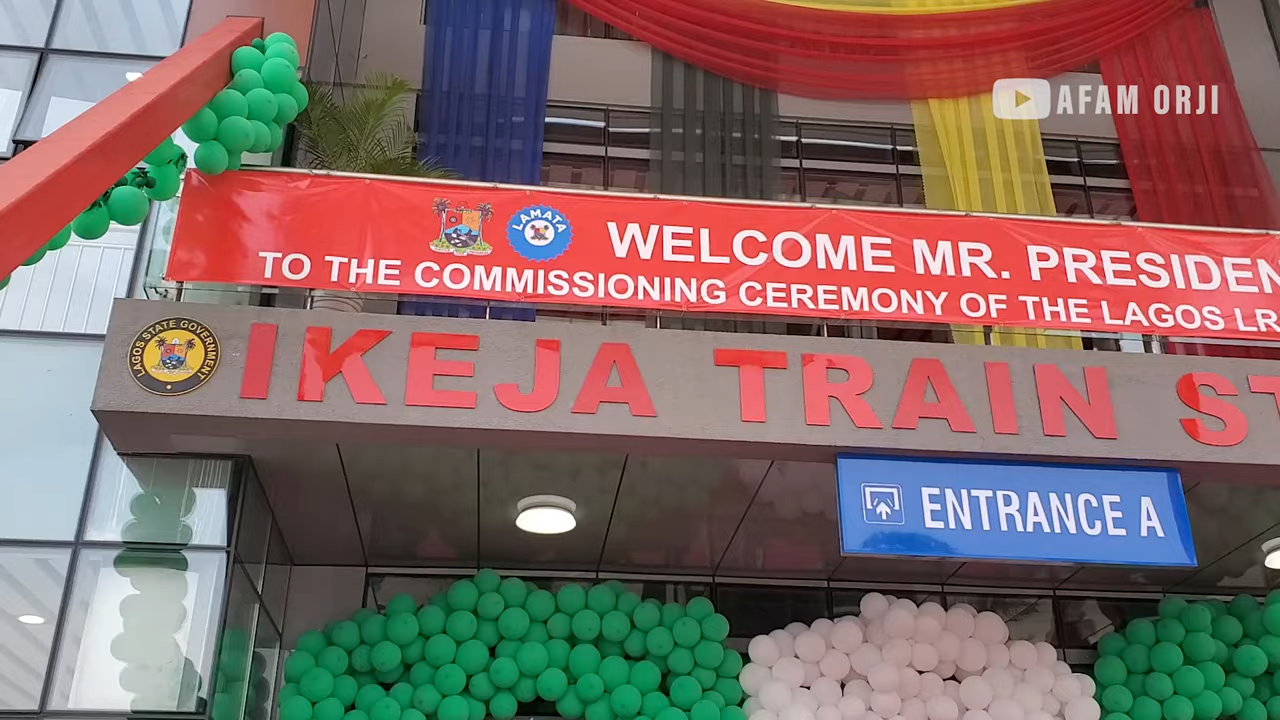 AFAM ORJI
LAMATA
WELCOME MR. PRESIDEN
TO THE COMMISSIONING CEREMONY OF THE LAGOS LR
LAGOS STATE GOVERNMENT
IKEJA TRAIN ST
ENTRANCE A